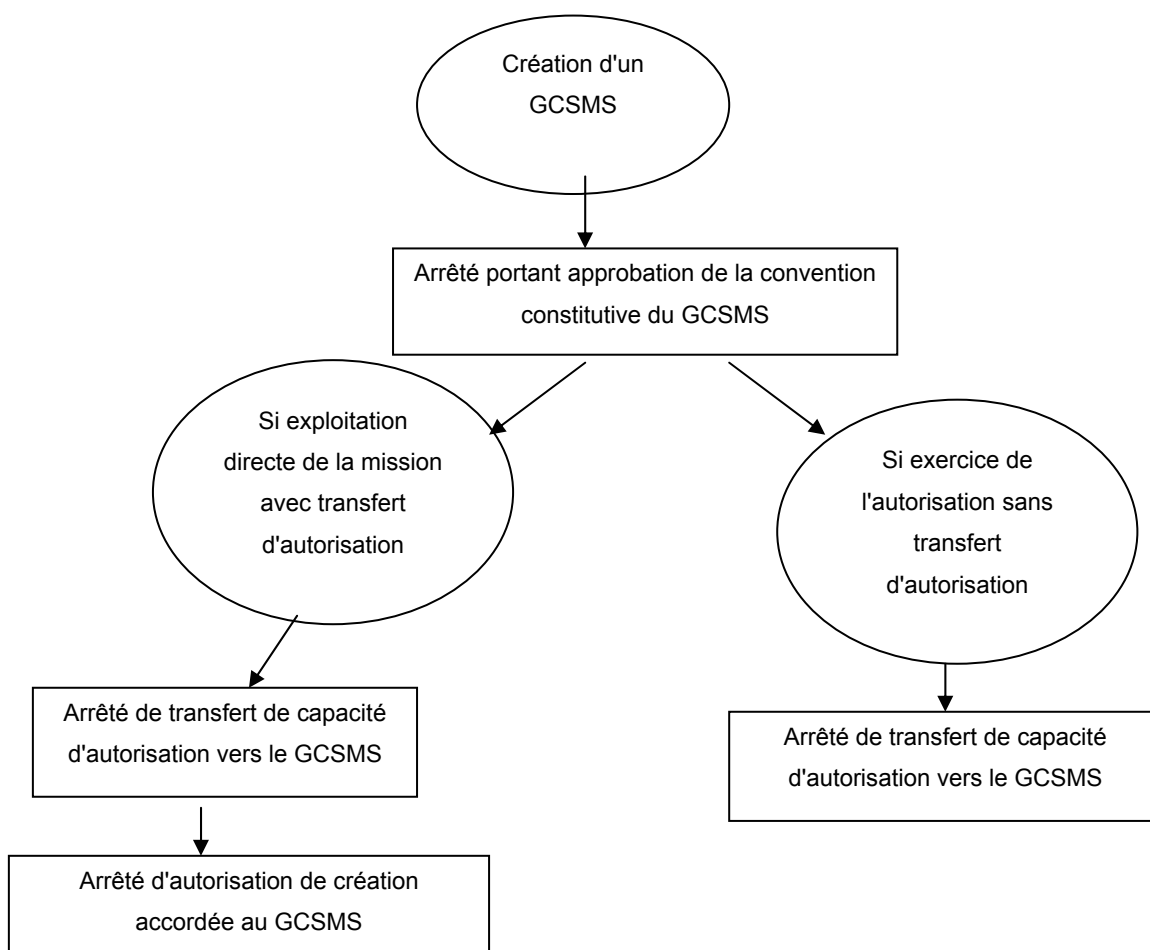 Création d'un
GCSMS
Arrêté portant approbation de la convention
constitutive du GCSMS
Si exploitation
directe de la mission
avec transfert
d'autorisation
Si exercice de
l'autorisation sans
transfert
d'autorisation
Arrêté de transfert de capacité
d'autorisation vers le GCSMS
Arrêté de transfert de capacité
d'autorisation vers le GCSMS
Arrêté d'autorisation de création
accordée au GCSMS